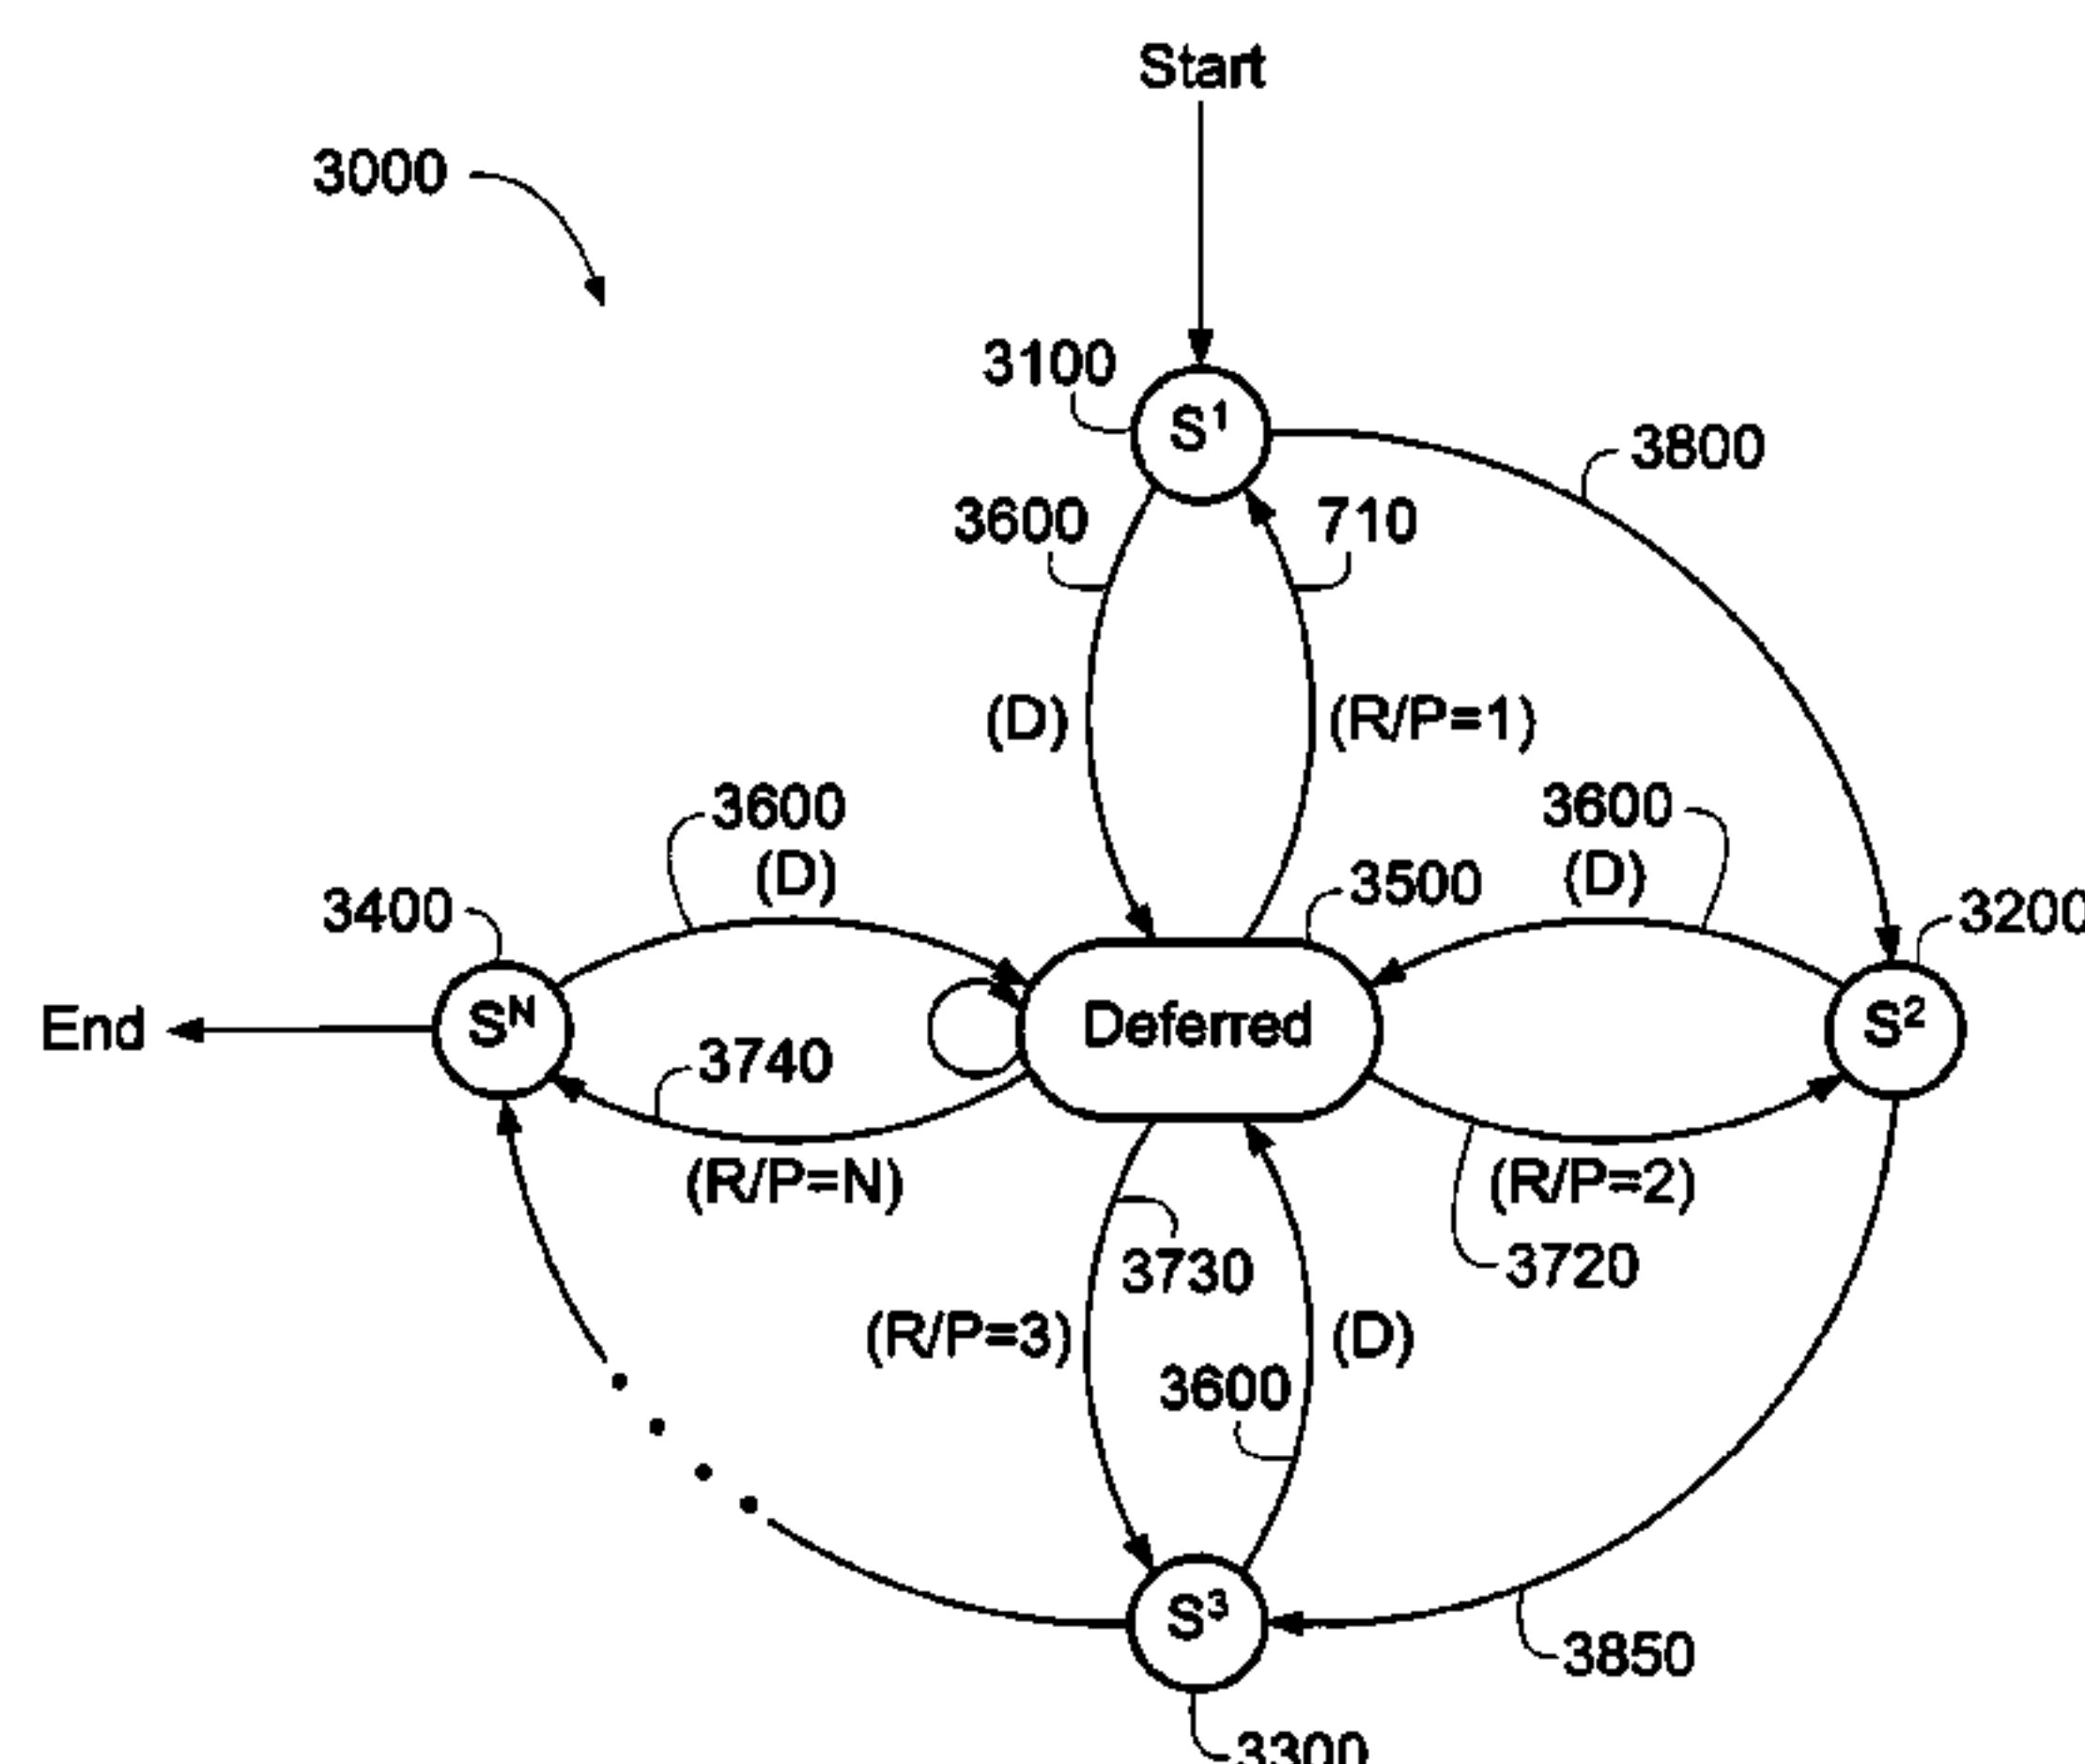 Start
3000
3100
S¹
3800
3600
710
(D)
(R/P=1)
3600
(D)
3600
(D)
3500
3400
3200
End
Sᴺ
Deferred
S²
3740
(R/P=N)
(R/P=2)
3730
3720
(R/P=3)
(D)
3600
S³
3850
3300